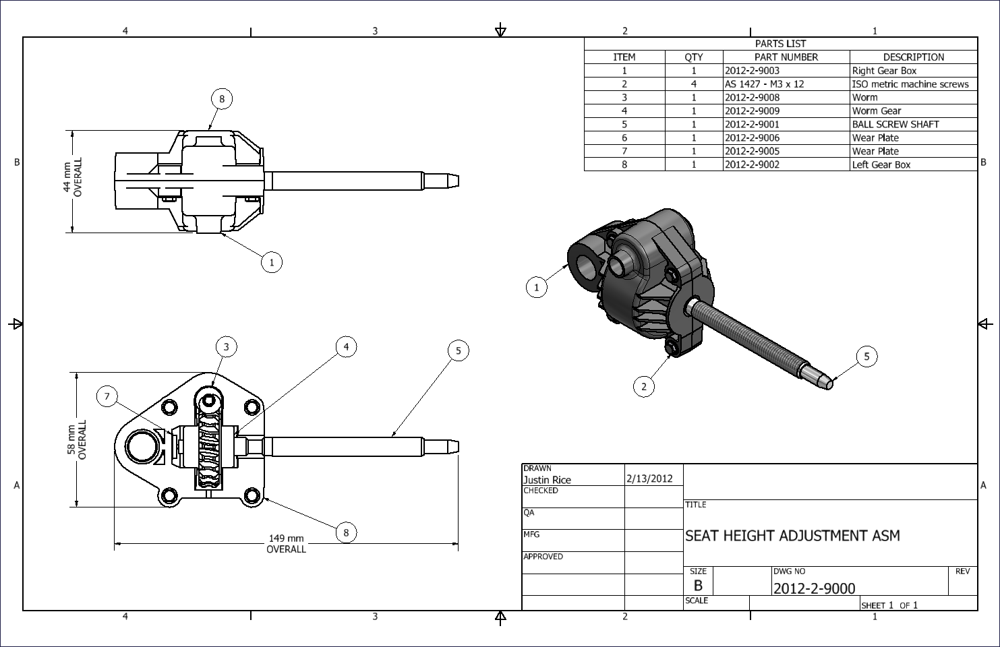 4 3 2 1
PARTS LIST
ITEM QTY PART NUMBER DESCRIPTION
1 1 2012-2-9003 Right Gear Box
2 4 AS 1427 - M3 x 12 ISO metric machine screws
3 1 2012-2-9008 Worm
4 1 2012-2-9009 Worm Gear
5 1 2012-2-9001 BALL SCREW SHAFT
6 1 2012-2-9006 Wear Plate
7 1 2012-2-9005 Wear Plate
8 1 2012-2-9002 Left Gear Box
B
B
8
44 mm
OVERALL
1
1
2
5
3
4
5
7
58 mm
OVERALL
8
149 mm
OVERALL
A
A
DRAWN
Justin Rice 2/13/2012
CHECKED
QA
MFG
APPROVED
TITLE
SEAT HEIGHT ADJUSTMENT ASM
SIZE
B
DWG NO
2012-2-9000
REV
SCALE
SHEET 1 OF 1
4 3 2 1